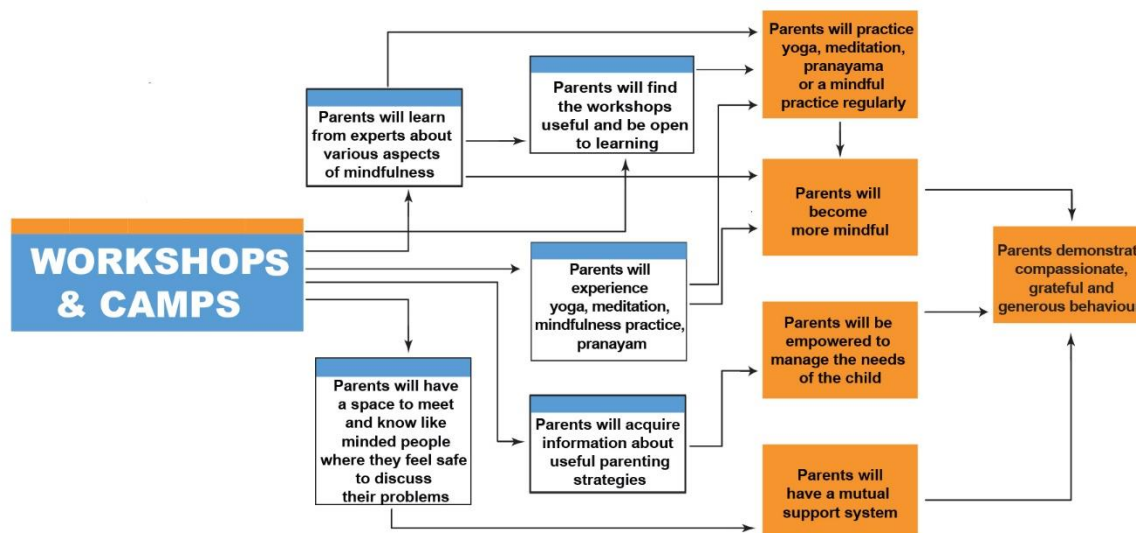 WORKSHOPS
& CAMPS
Parents will learn
from experts about
various aspects
of mindfulness
Parents will have
a space to meet
and know like
minded people
where they feel safe
to discuss
their problems
Parents will find
the workshops
useful and be open
to learning
Parents will
experience
yoga, meditation,
mindfulness practice,
pranayam
Parents will acquire
information about
useful parenting
strategies
Parents will practice
yoga, meditation,
pranayama
or a mindful
practice regularly
Parents will
become
more mindful
Parents will be
empowered to
manage the needs
of the child
Parents will
have a mutual
support system
Parents demonstrat
compassionate,
grateful and
generous behaviou